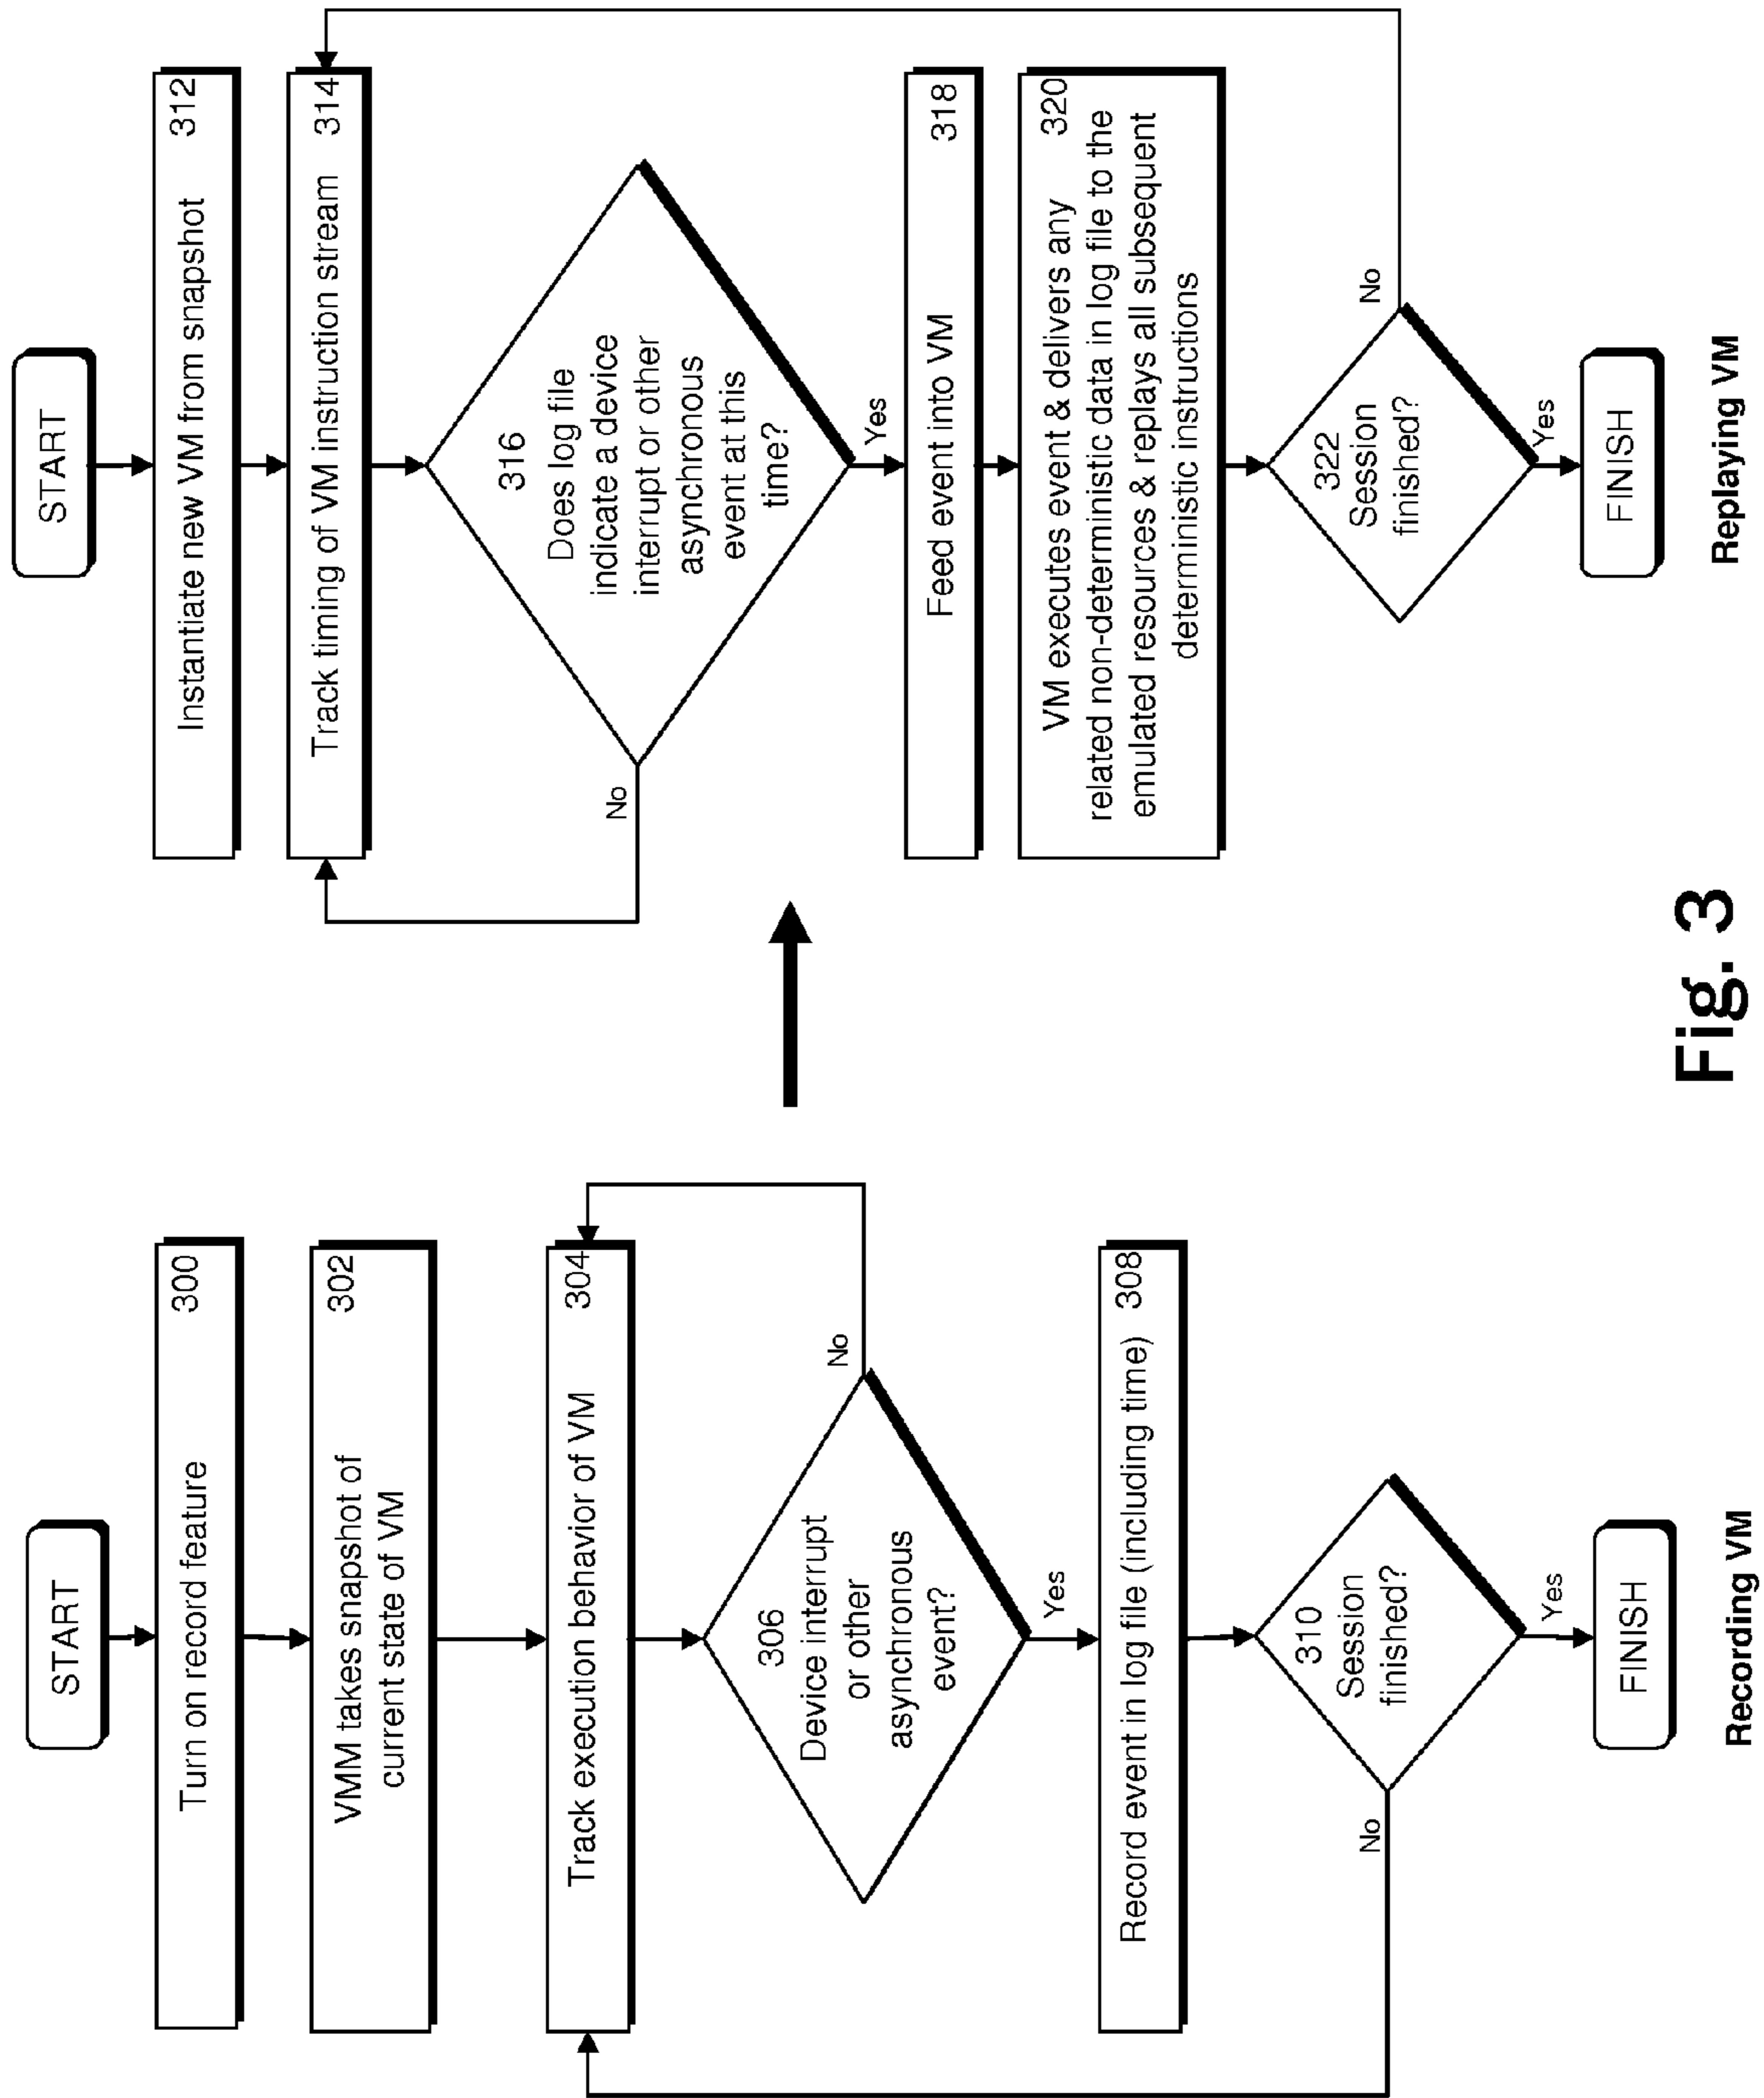 START
Turn on record feature 300
VMM takes snapshot of 302
current state of VM
Track execution behavior of VM 304
306
Device interrupt
or other
asynchronous
event?
No
Yes
Record event in log file (including time) 308
310
Session
finished?
No
Yes
FINISH
Recording VM
START
Instantiate new VM from snapshot 312
Track timing of VM instruction stream 314
316
Does log file
indicate a device
interrupt or other
asynchronous
event at this
time?
No
Yes
Feed event into VM 318
VM executes event & delivers any 320
related non-deterministic data in log file to the
emulated resources & replays all subsequent
deterministic instructions
322
Session
finished?
No
Yes
FINISH
Replaying VM
Fig. 3